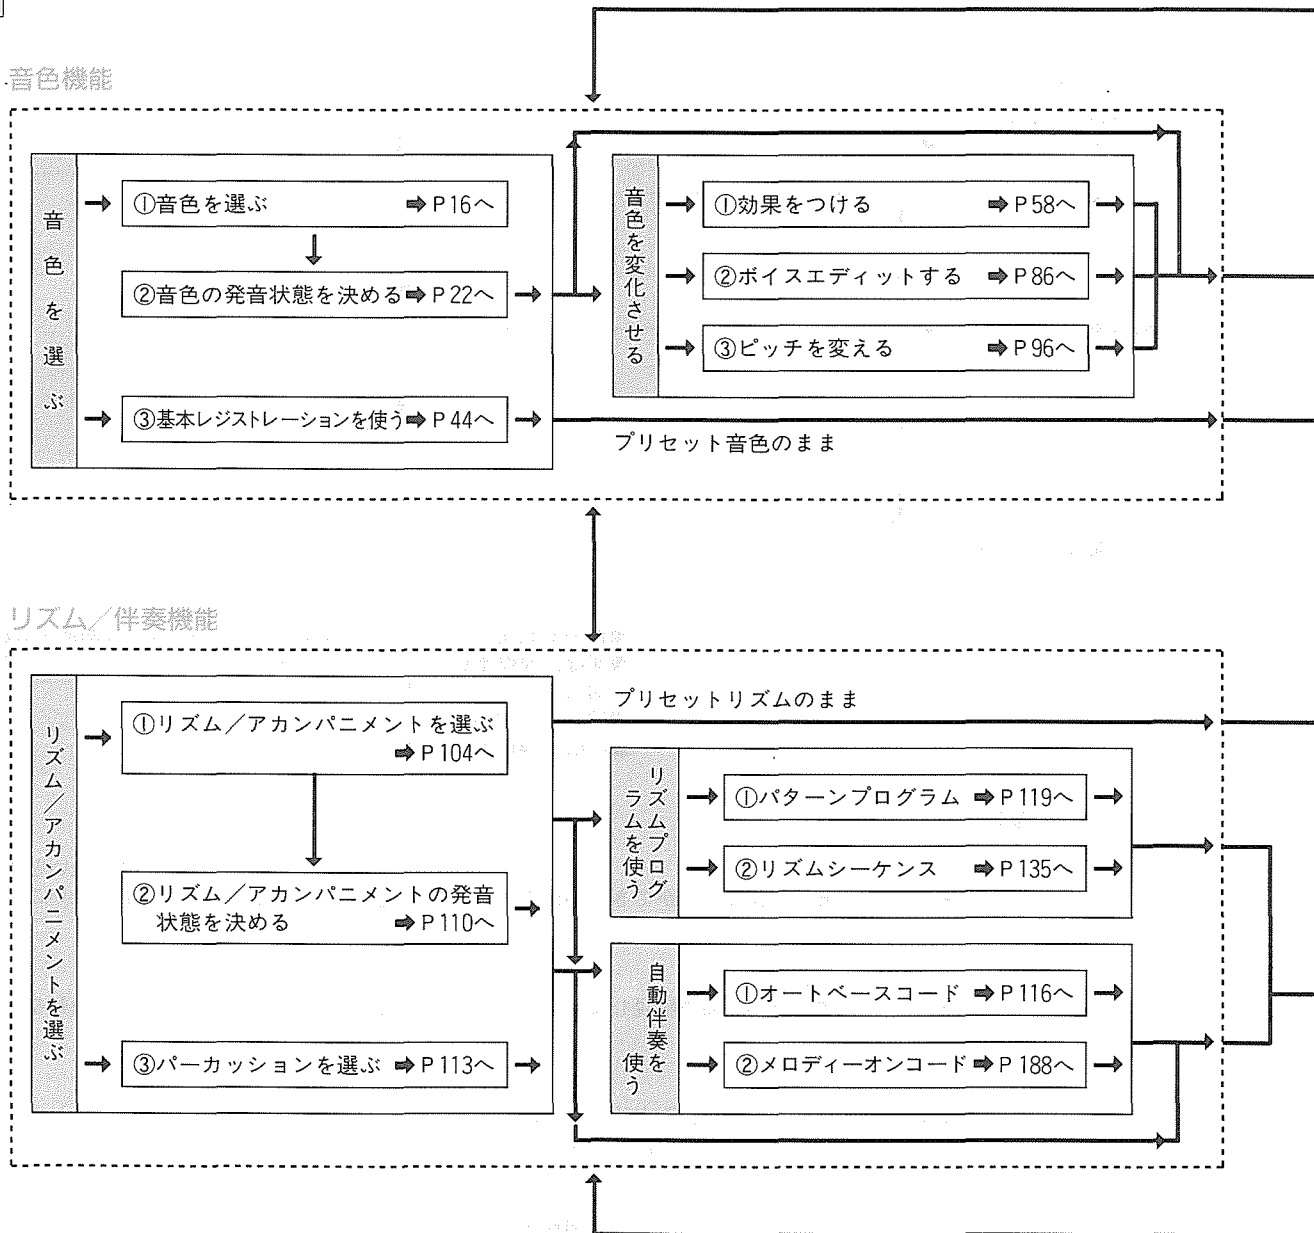 音色機能
音色を選ぶ
①音色を選ぶ ➡P16へ
②音色の発音状態を決める➡P22へ
③基本レジストレーションを使う➡P44へ
音色を変化させる
①効果をつける ➡P58へ
②ボイスエディットする ➡P86へ
③ピッチを変える ➡P96へ
プリセット音色のまま
リズム／伴奏機能
リズム／アカンパニメントを選ぶ
①リズム／アカンパニメントを選ぶ
➡P104へ
②リズム／アカンパニメントの発音
状態を決める ➡P110へ
③パーカッションを選ぶ ➡P113へ
プリセットリズムのまま
リズムプログ
ラムを使う
①パターンプログラム ➡P119へ
②リズムシーケンス ➡P135へ
自動伴奏を
使う
①オートベースコード ➡P116へ
②メロディーオンコード➡P188へ